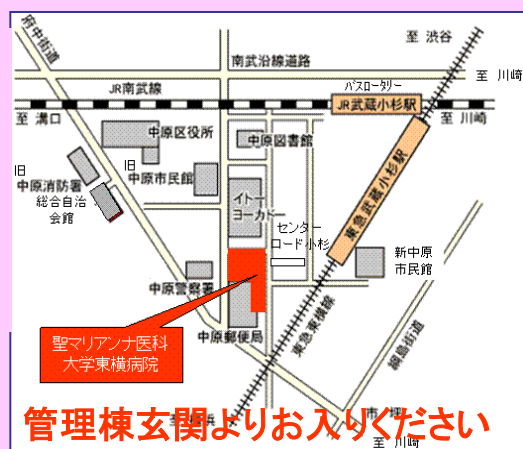 府中街道
至 渋谷
南武沿線道路
バスロータリー
至 川崎
JR南武線
JR武蔵小杉駅
至 溝口
至 川崎
中原区役所
中原図書館
旧
中原市民館
旧
中原消防署
総合自治
会館
イトー
ヨーカドー
東急武蔵小杉駅
センター
ロード小杉
新中原
市民館
中原警察署
聖マリアンナ医科
大学東横病院
中原郵便局
東急東横線
綱島街道
市ノ坪
管理棟玄関よりお入りください
至 川崎